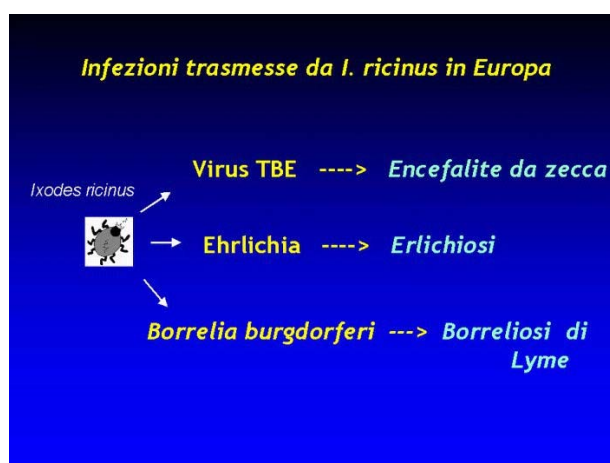 Infezioni trasmesse da I. ricinus in Europa
Virus TBE ----> Encefalite da zecca
Ixodes ricinus
Ehrlichia ----> Erlichiosi
Borrelia burgdorferi ---> Borreliosi di
Lyme